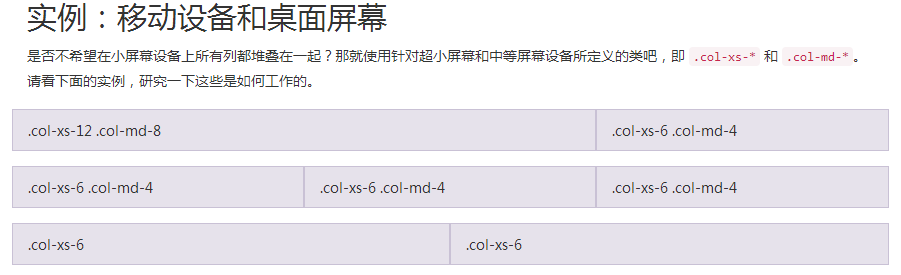 实例：移动设备和桌面屏幕
是否不希望在小屏幕设备上所有列都堆叠在一起？那就使用针对超小屏幕和中等屏幕设备所定义的类吧，即 .col-xs-* 和 .col-md-*。
请看下面的实例，研究一下这些是如何工作的。
.col-xs-12 .col-md-8 .col-xs-6 .col-md-4
.col-xs-6 .col-md-4 .col-xs-6 .col-md-4 .col-xs-6 .col-md-4
.col-xs-6 .col-xs-6